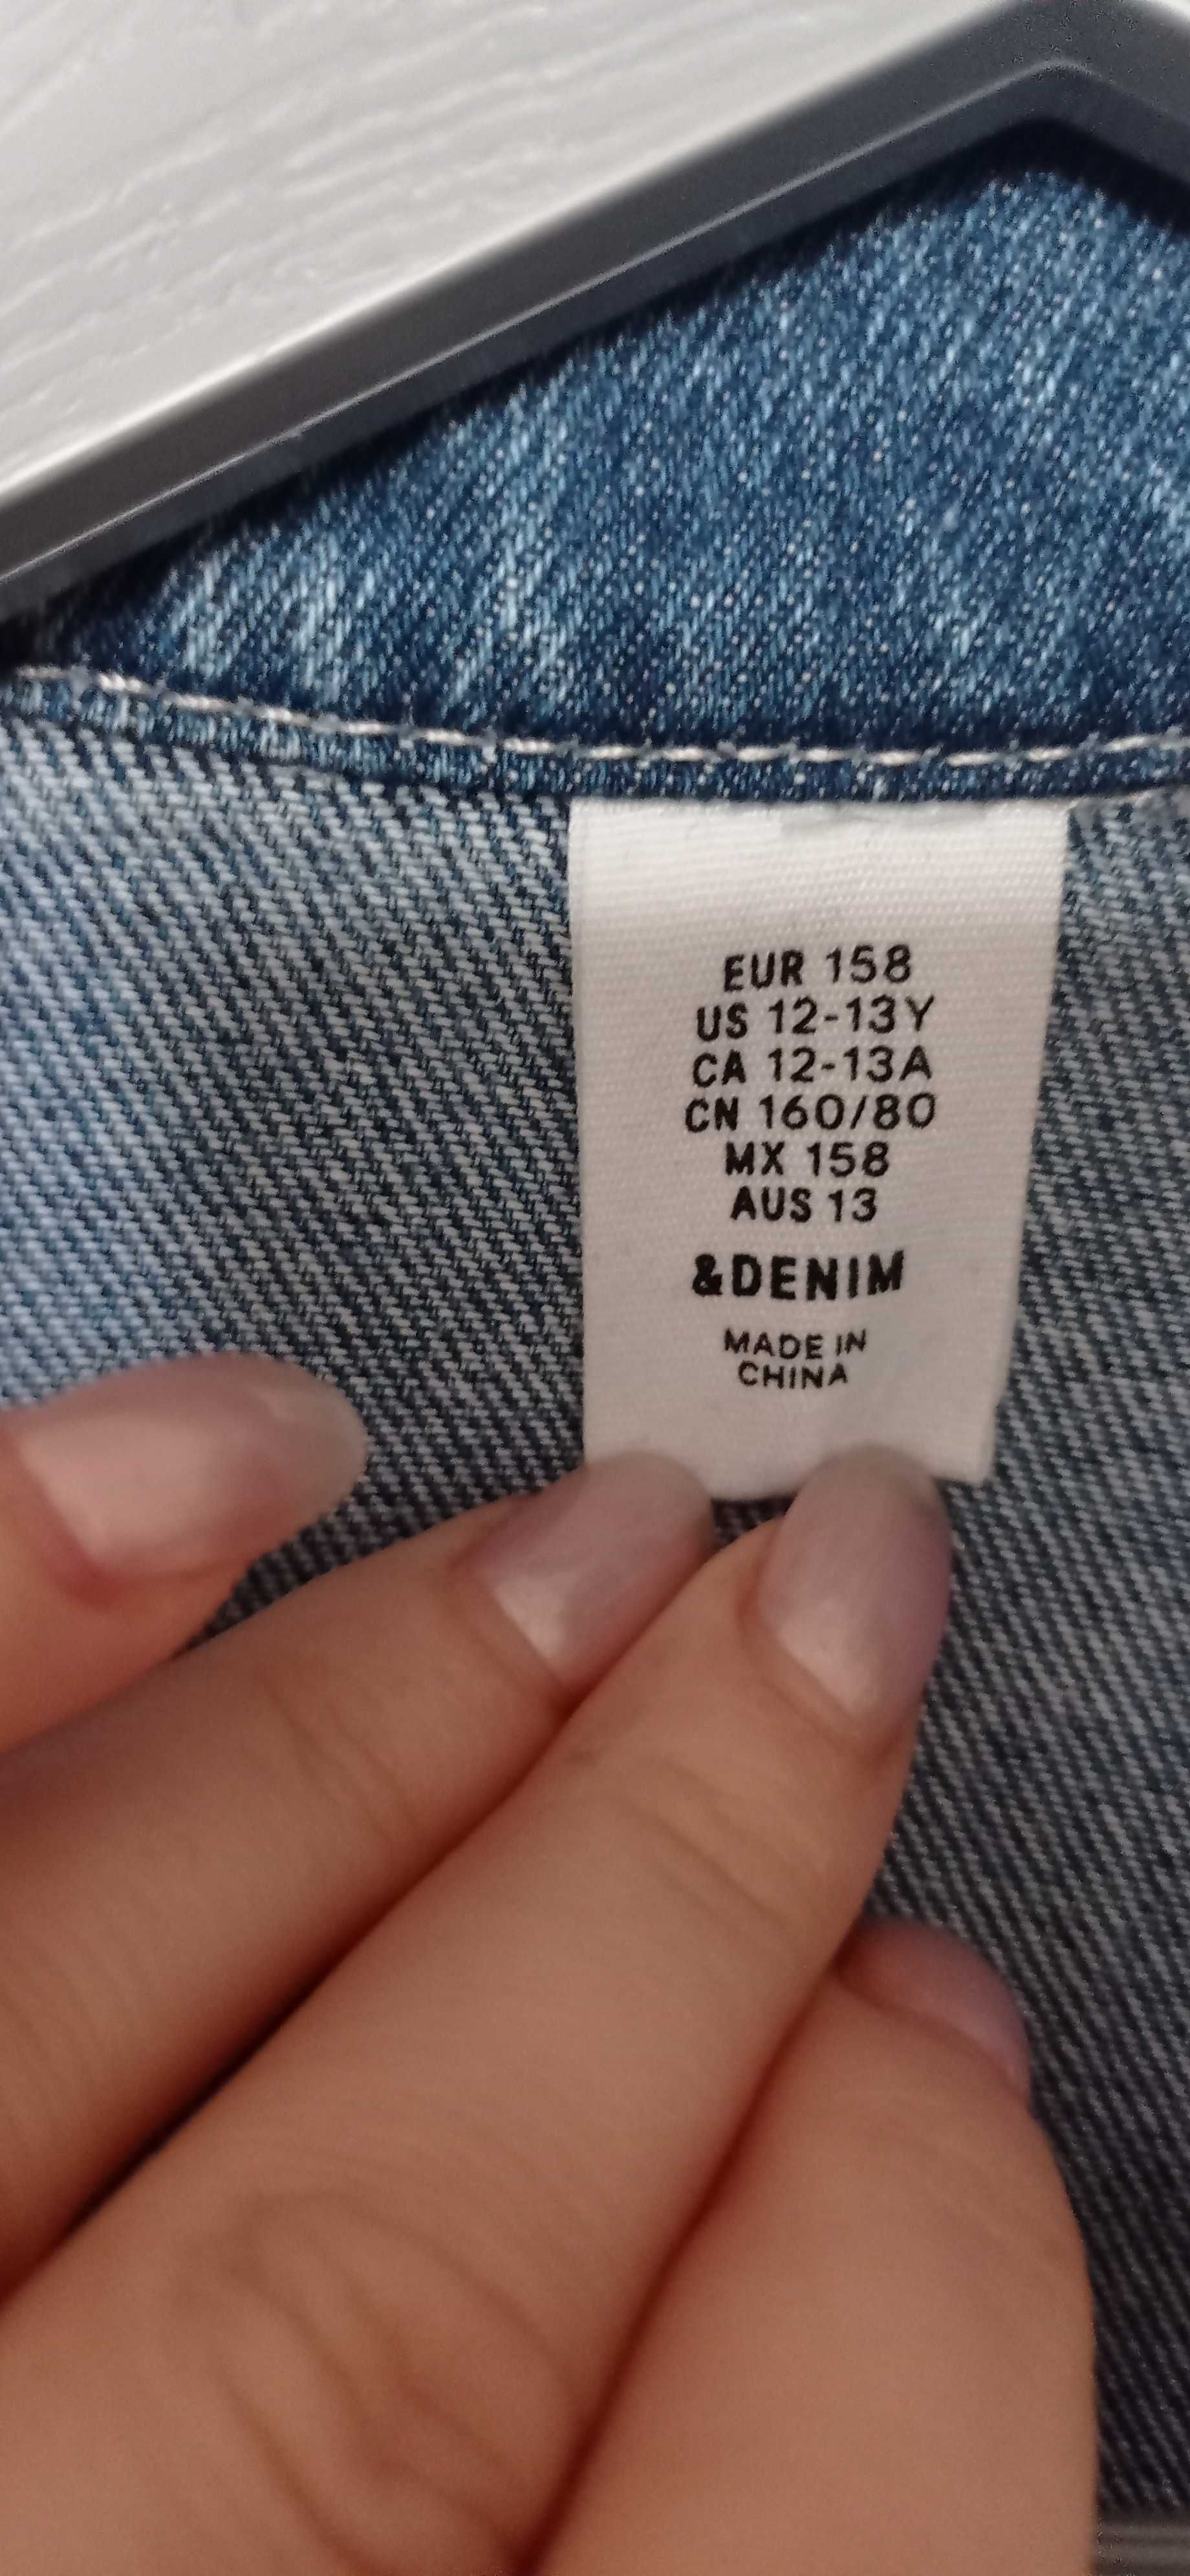 EUR 158
US 12-13Y
CA 12-13A
CN 160/80
MX 158
AUS 13
&DENIM
MADE IN
CHINA